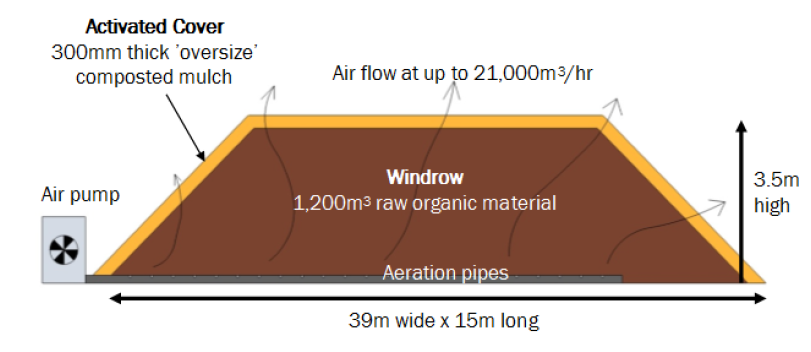 Activated Cover
300mm thick 'oversize'
composted mulch
Air flow at up to 21,000m³/hr
Air pump
Windrow
1,200m³ raw organic material
3.5m
high
Aeration pipes
39m wide x 15m long